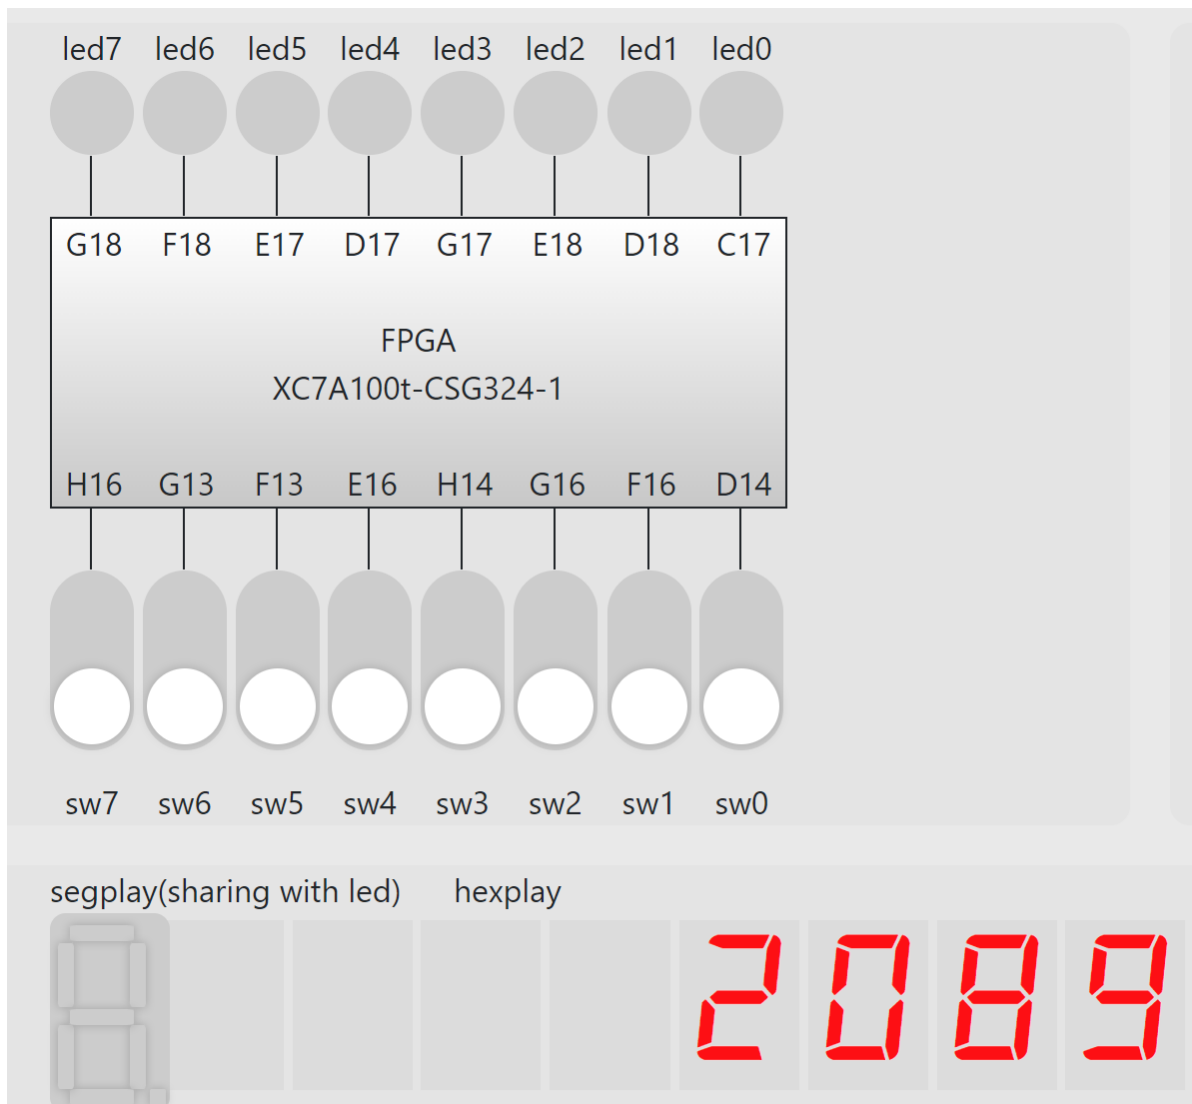 led7 led6 led5 led4 led3 led2 led1 led0
G18 F18 E17 D17 G17 E18 D18 C17
FPGA
XC7A100t-CSG324-1
H16 G13 F13 E16 H14 G16 F16 D14
sw7 sw6 sw5 sw4 sw3 sw2 sw1 sw0
segplay(sharing with led) hexplay
2089